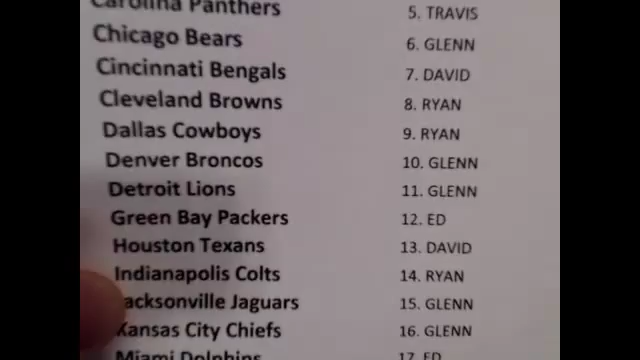 Carolina Panthers 5. TRAVIS
Chicago Bears 6. GLENN
Cincinnati Bengals 7. DAVID
Cleveland Browns 8. RYAN
Dallas Cowboys 9. RYAN
Denver Broncos 10. GLENN
Detroit Lions 11. GLENN
Green Bay Packers 12. ED
Houston Texans 13. DAVID
Indianapolis Colts 14. RYAN
Jacksonville Jaguars 15. GLENN
Kansas City Chiefs 16. GLENN
Miami Dolphins 17. ED